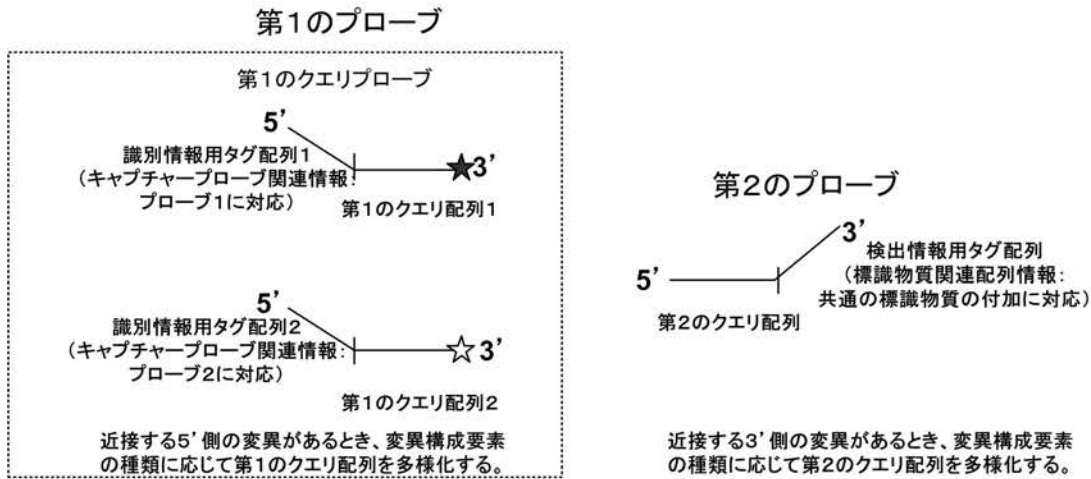 第1のプローブ
第1のクエリプローブ
5’
識別情報用タグ配列1
(キャプチャープローブ関連情報:
プローブ1に対応)
3’
第1のクエリ配列1
5’
識別情報用タグ配列2
(キャプチャープローブ関連情報:
プローブ2に対応)
3’
第1のクエリ配列2
近接する5’側の変異があるとき、変異構成要素
の種類に応じて第1のクエリ配列を多様化する。
第2のプローブ
3’
検出情報用タグ配列
(標識物質関連配列情報:
共通の標識物質の付加に対応)
5’
第2のクエリ配列
近接する3’側の変異があるとき、変異構成要素
の種類に応じて第2のクエリ配列を多様化する。